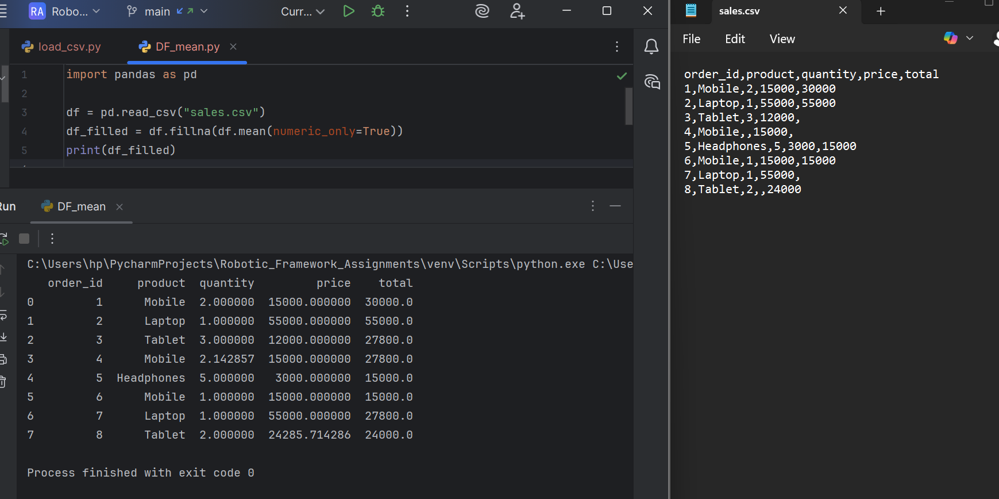 RA Robo... main Curr...
load_csv.py DF_mean.py
1 import pandas as pd
2
3 df = pd.read_csv("sales.csv")
4 df_filled = df.fillna(df.mean(numeric_only=True))
5 print(df_filled)
Run DF_mean
C:\Users\hp\PycharmProjects\Robotic_Framework_Assignments\venv\Scripts\python.exe C:\Use
order_id product quantity price total
0 1 Mobile 2.000000 15000.000000 30000.0
1 2 Laptop 1.000000 55000.000000 55000.0
2 3 Tablet 3.000000 12000.000000 27800.0
3 4 Mobile 2.142857 15000.000000 27800.0
4 5 Headphones 5.000000 3000.000000 15000.0
5 6 Mobile 1.000000 15000.000000 15000.0
6 7 Laptop 1.000000 55000.000000 27800.0
7 8 Tablet 2.000000 24285.714286 24000.0
Process finished with exit code 0
sales.csv
File Edit View
order_id,product,quantity,price,total
1,Mobile,2,15000,30000
2,Laptop,1,55000,55000
3,Tablet,3,12000,
4,Mobile,,15000,
5,Headphones,5,3000,15000
6,Mobile,1,15000,15000
7,Laptop,1,55000,
8,Tablet,2,,24000